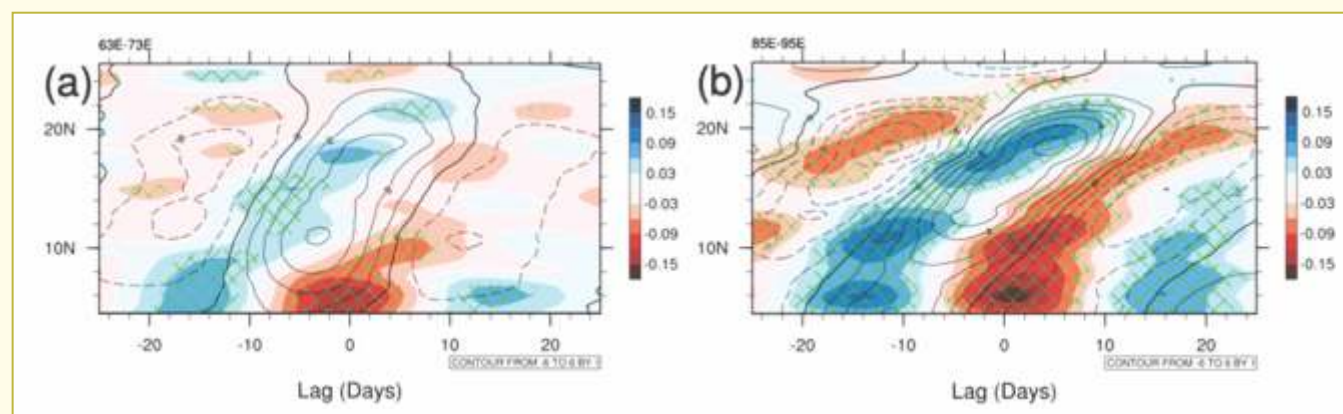 63E-73E
(a)
20N
10N
-20 -10 0 10 20
CONTOUR FROM -6 TO 6 BY 1
Lag (Days)
0.15
0.09
0.03
-0.03
-0.09
-0.15
85E-95E
(b)
20N
10N
-20 -10 0 10 20
CONTOUR FROM -6 TO 6 BY 1
Lag (Days)
0.15
0.09
0.03
-0.03
-0.09
-0.15